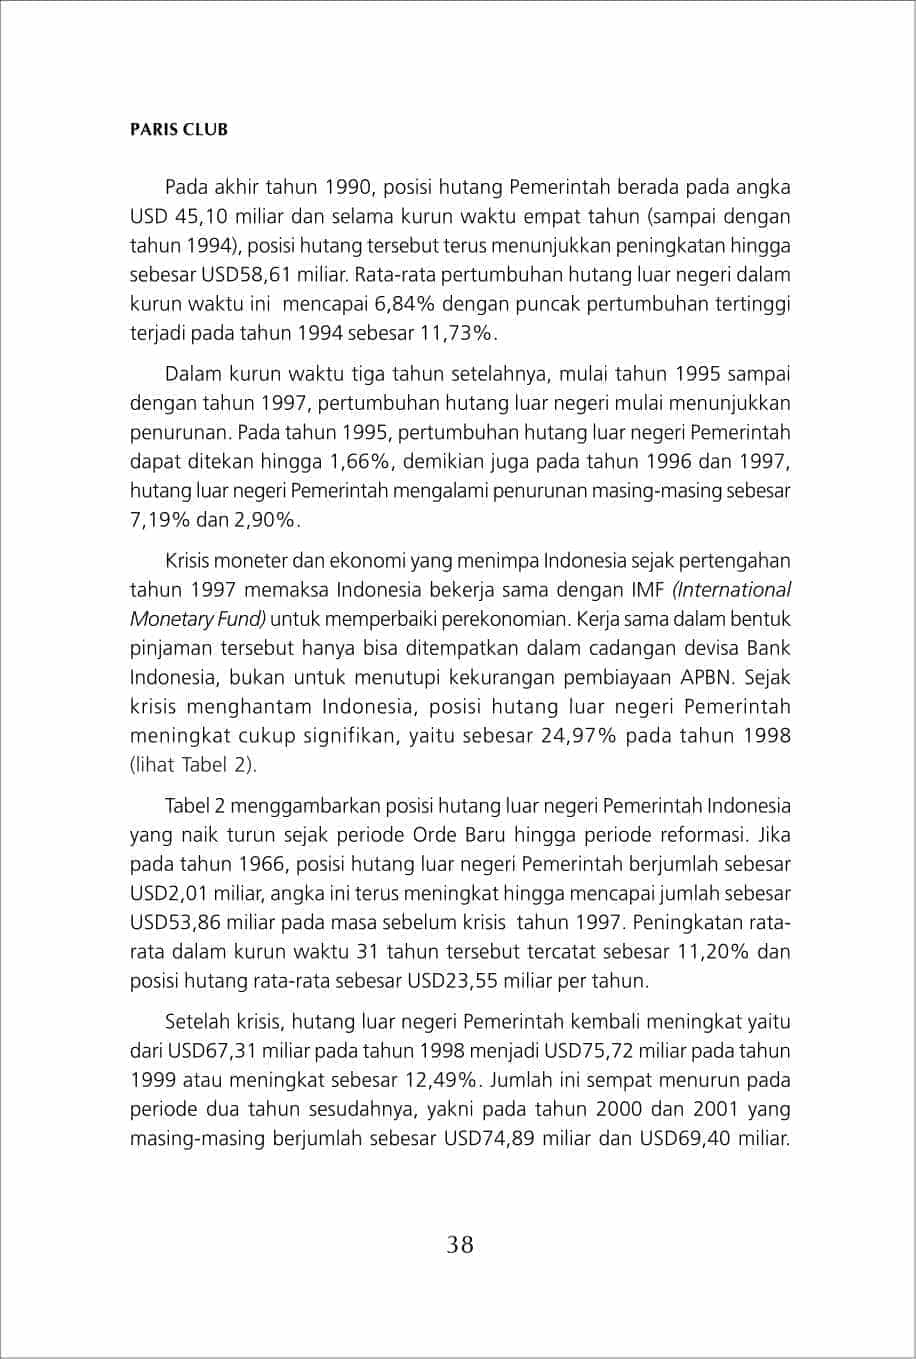 PARIS CLUB
Pada akhir tahun 1990, posisi hutang Pemerintah berada pada angka
USD 45,10 miliar dan selama kurun waktu empat tahun (sampai dengan
tahun 1994), posisi hutang tersebut terus menunjukkan peningkatan hingga
sebesar USD58,61 miliar. Rata-rata pertumbuhan hutang luar negeri dalam
kurun waktu ini mencapai 6,84% dengan puncak pertumbuhan tertinggi
terjadi pada tahun 1994 sebesar 11,73%.
Dalam kurun waktu tiga tahun setelahnya, mulai tahun 1995 sampai
dengan tahun 1997, pertumbuhan hutang luar negeri mulai menunjukkan
penurunan. Pada tahun 1995, pertumbuhan hutang luar negeri Pemerintah
dapat ditekan hingga 1,66%, demikian juga pada tahun 1996 dan 1997,
hutang luar negeri Pemerintah mengalami penurunan masing-masing sebesar
7,19% dan 2,90%.
Krisis moneter dan ekonomi yang menimpa Indonesia sejak pertengahan
tahun 1997 memaksa Indonesia bekerja sama dengan IMF (International
Monetary Fund) untuk memperbaiki perekonomian. Kerja sama dalam bentuk
pinjaman tersebut hanya bisa ditempatkan dalam cadangan devisa Bank
Indonesia, bukan untuk menutupi kekurangan pembiayaan APBN. Sejak
krisis menghantam Indonesia, posisi hutang luar negeri Pemerintah
meningkat cukup signifikan, yaitu sebesar 24,97% pada tahun 1998
(lihat Tabel 2).
Tabel 2 menggambarkan posisi hutang luar negeri Pemerintah Indonesia
yang naik turun sejak periode Orde Baru hingga periode reformasi. Jika
pada tahun 1966, posisi hutang luar negeri Pemerintah berjumlah sebesar
USD2,01 miliar, angka ini terus meningkat hingga mencapai jumlah sebesar
USD53,86 miliar pada masa sebelum krisis tahun 1997. Peningkatan rata-
rata dalam kurun waktu 31 tahun tersebut tercatat sebesar 11,20% dan
posisi hutang rata-rata sebesar USD23,55 miliar per tahun.
Setelah krisis, hutang luar negeri Pemerintah kembali meningkat yaitu
dari USD67,31 miliar pada tahun 1998 menjadi USD75,72 miliar pada tahun
1999 atau meningkat sebesar 12,49%. Jumlah ini sempat menurun pada
periode dua tahun sesudahnya, yakni pada tahun 2000 dan 2001 yang
masing-masing berjumlah sebesar USD74,89 miliar dan USD69,40 miliar.
38